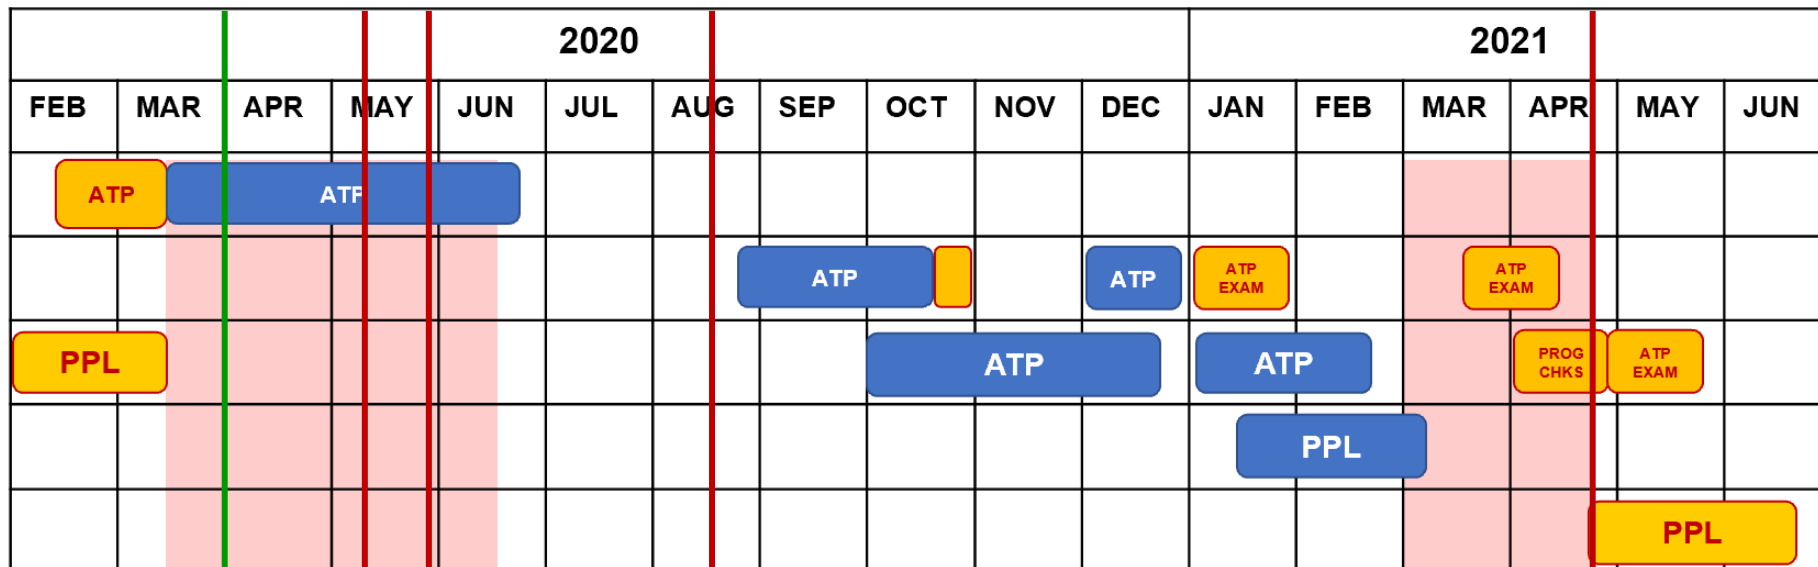 2020 2021
FEB MAR APR MAY JUN JUL AUG SEP OCT NOV DEC JAN FEB MAR APR MAY JUN
ATP ATP
ATP ATP ATP ATP
EXAM EXAM
PPL ATP ATP PROG ATP
CHKS EXAM
PPL
PPL